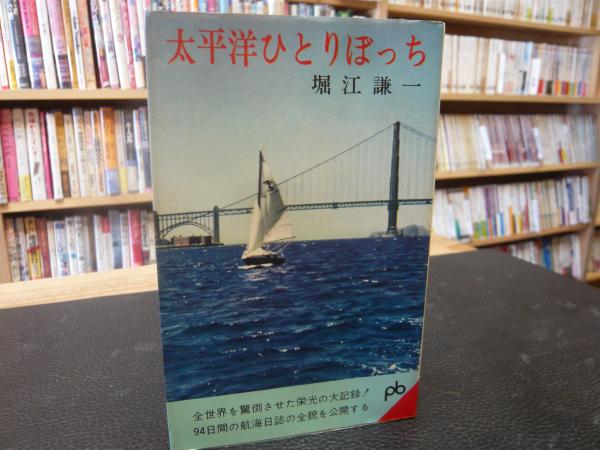 太平洋ひとりぼっち
堀江謙一
全世界を驚倒させた栄光の大記録!
94日間の航海日誌の全貌を公開する
pb